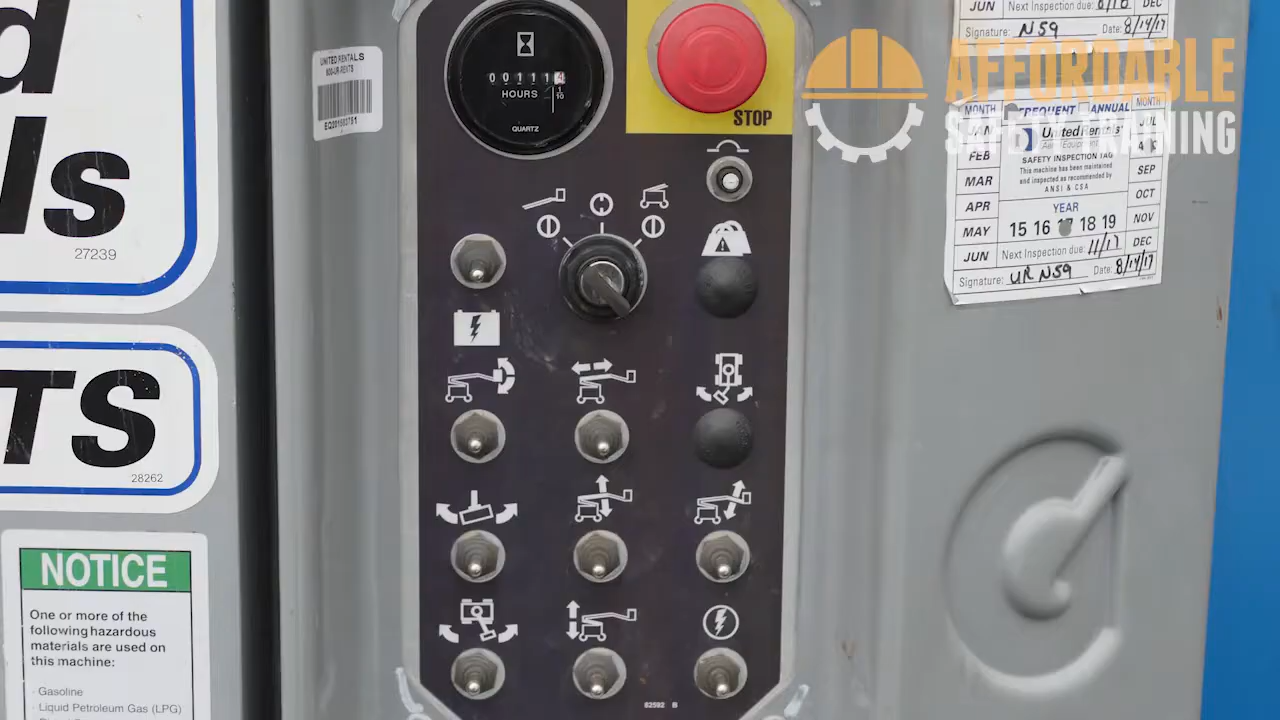 d
ls
27239
TS
28262
NOTICE
One or more of the
following hazardous
materials are used on
this machine:
· Gasoline
· Liquid Petroleum Gas (LPG)
UNITED RENTALS
800-UR-RENTS
HOURS
1
10
QUARTZ
STOP
82592 B
AFFORDABLE
SAFETY TRAINING
JUN
Next Inspection due:
DEC
Signature: N59
Date: 8/14/17
MONTH
FREQUENT
ANNUAL
MONTH
JAN
FEB
MAR
APR
MAY
JUN
United Rentals
SAFETY INSPECTION TAG
This machine has been maintained
and inspected as recommended by
ANSI & CSA
YEAR
15 16 17 18 19
Next Inspection due: 11/17
Signature: UR N59
Date: 8/14/17
JUL
SEP
OCT
NOV
DEC